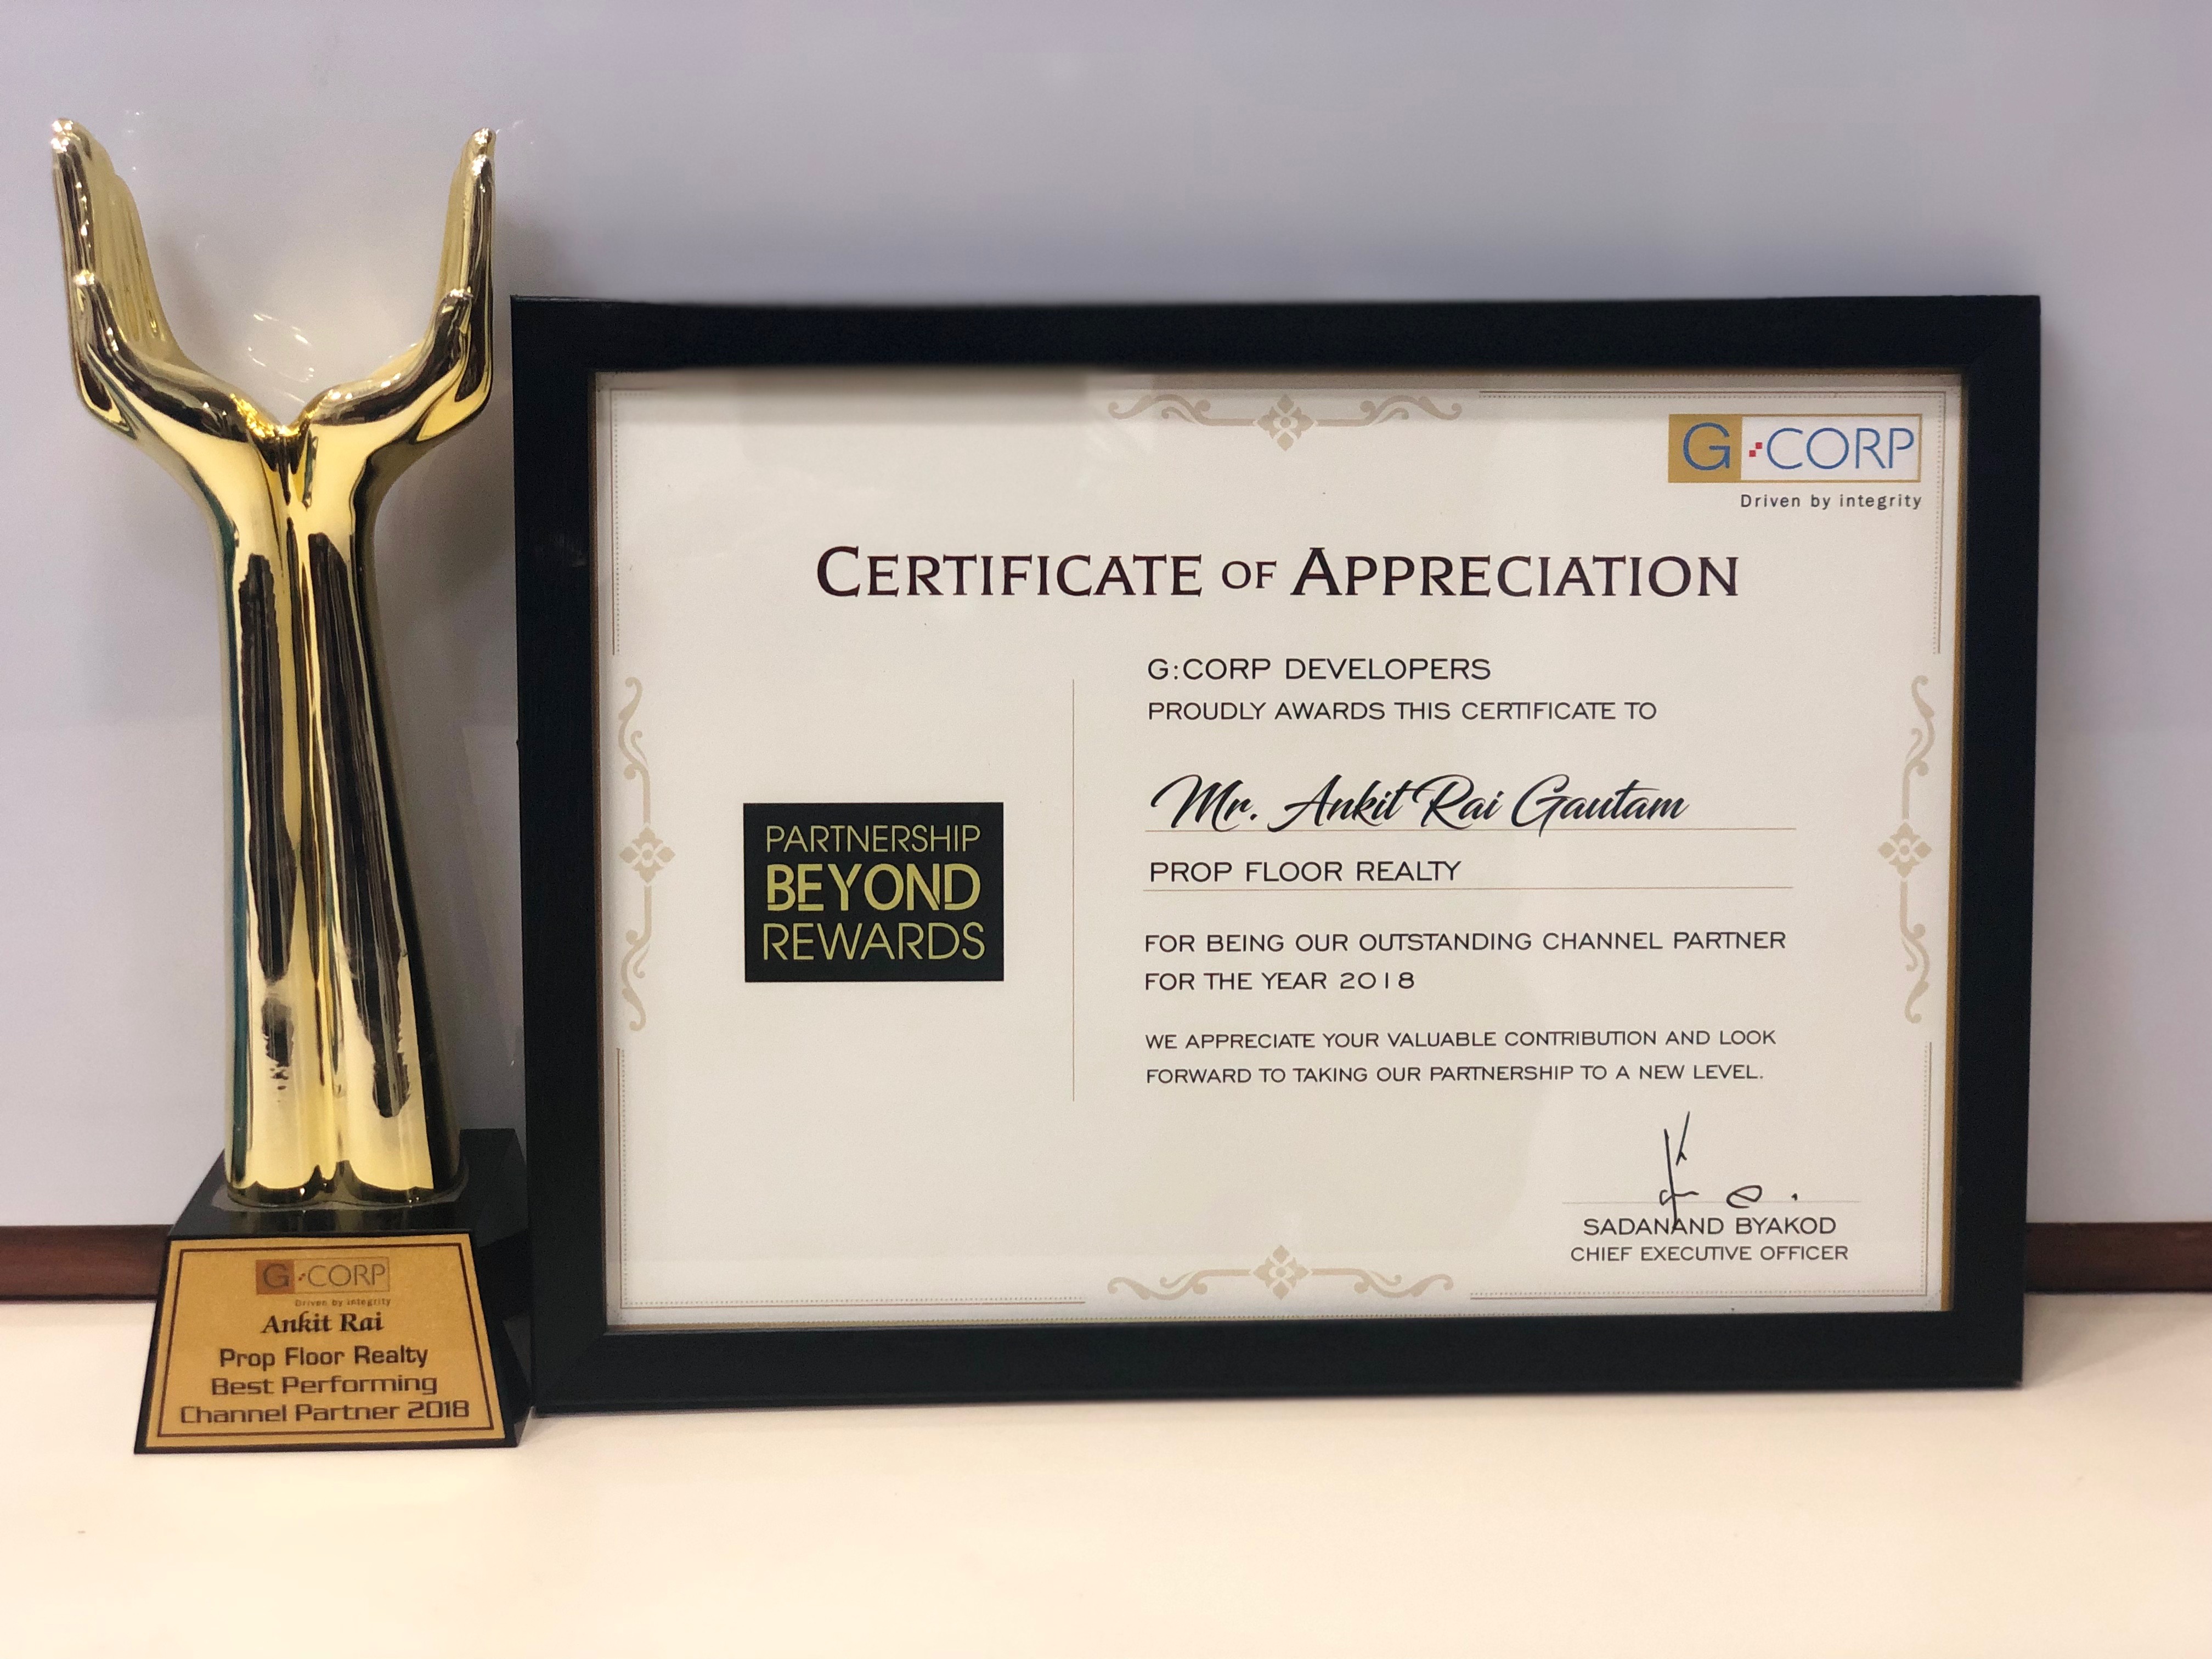 G:CORP
Driven by integrity
CERTIFICATE OF APPRECIATION
G:CORP DEVELOPERS
PROUDLY AWARDS THIS CERTIFICATE TO
Mr. Ankit Rai Gautam
PROP FLOOR REALTY
FOR BEING OUR OUTSTANDING CHANNEL PARTNER
FOR THE YEAR 2018
WE APPRECIATE YOUR VALUABLE CONTRIBUTION AND LOOK
FORWARD TO TAKING OUR PARTNERSHIP TO A NEW LEVEL.
SADANAND BYAKOD
CHIEF EXECUTIVE OFFICER
PARTNERSHIP
BEYOND
REWARDS
G:CORP
Driven by integrity
Ankit Rai
Prop Floor Realty
Best Performing
Channel Partner 2018